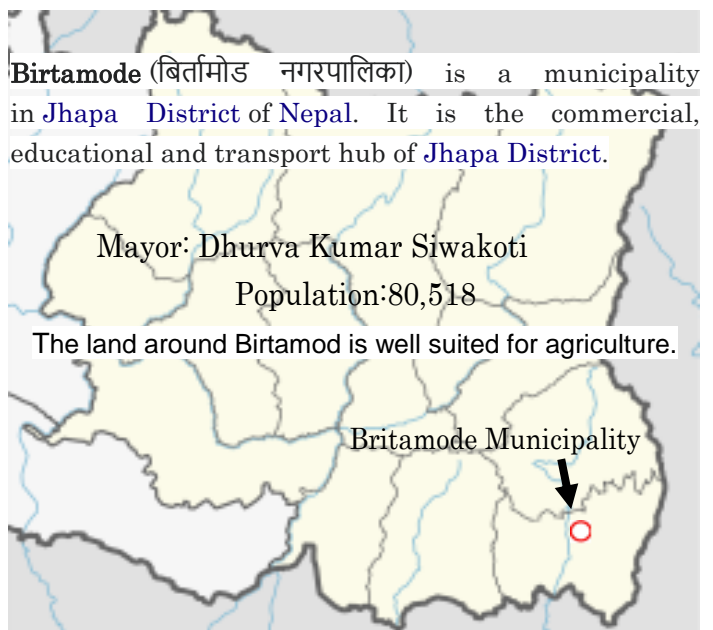 Birtamode (बिर्तामोड नगरपालिका) is a municipality
in Jhapa District of Nepal. It is the commercial,
educational and transport hub of Jhapa District.
Mayor: Dhurva Kumar Siwakoti
Population:80,518
The land around Birtamod is well suited for agriculture.
Britamode Municipality